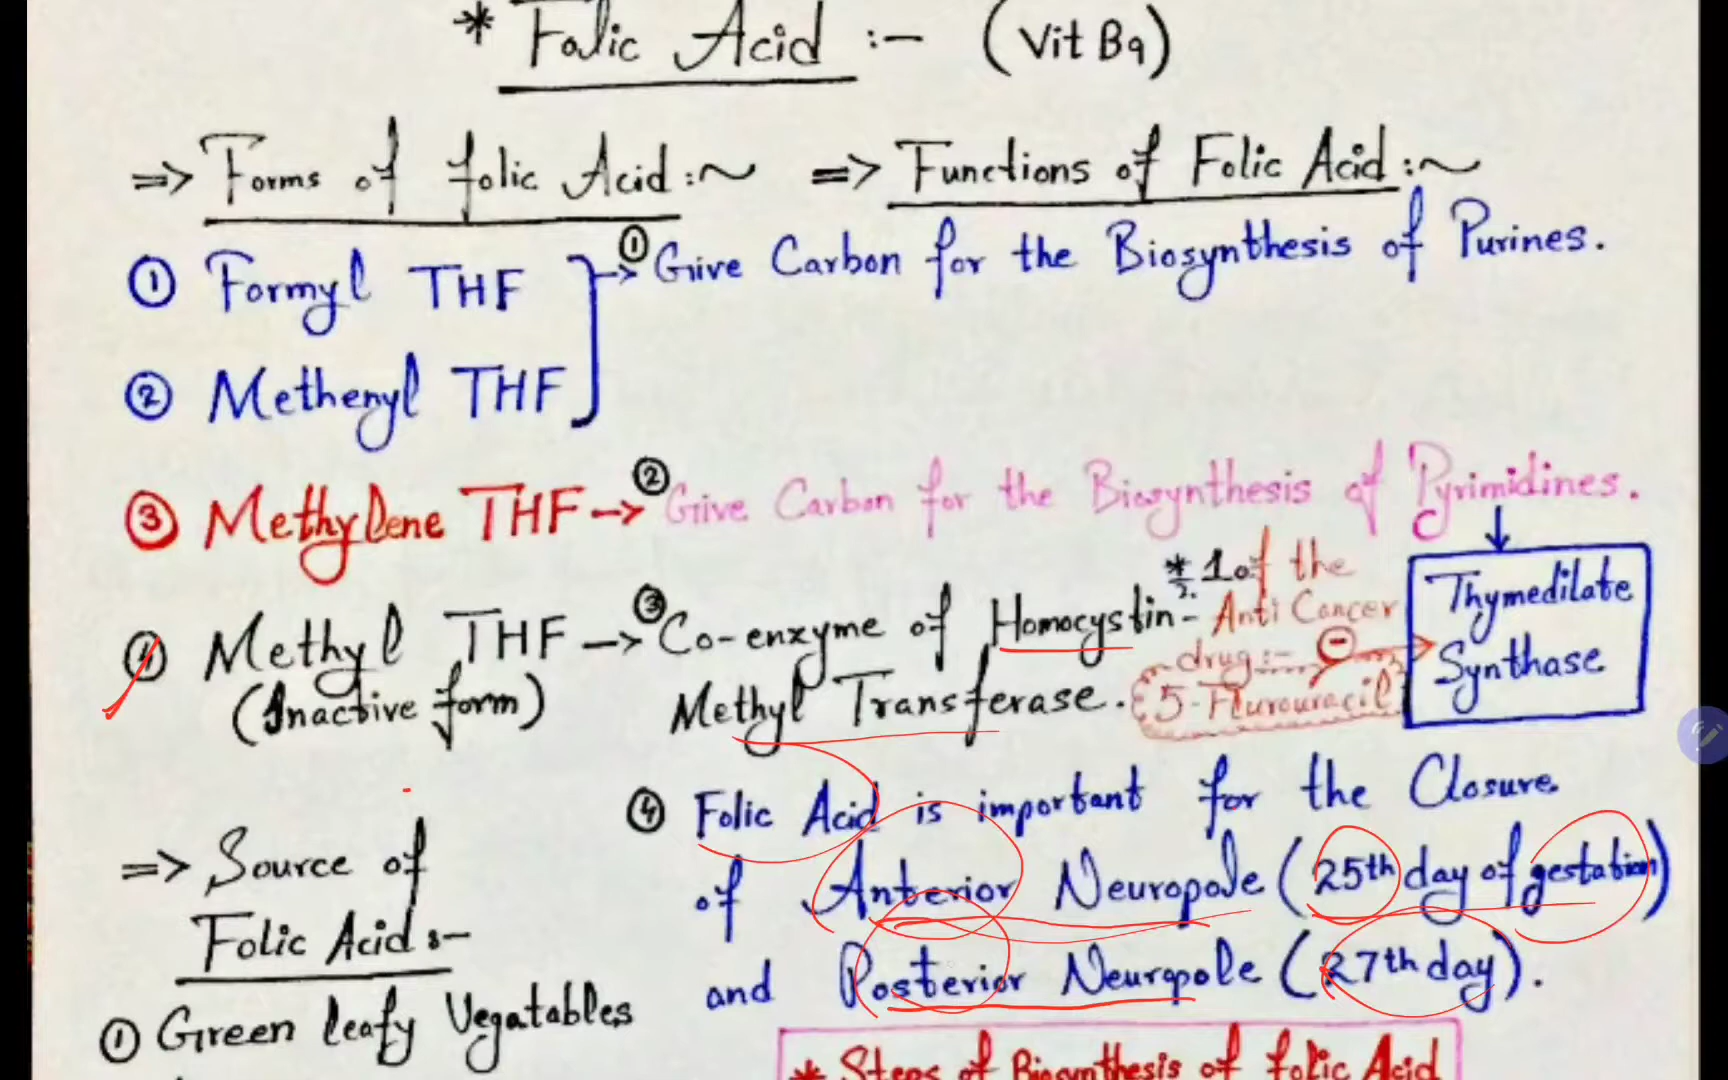 * Folic Acid :- (Vit B9)
=> Forms of folic Acid :~
=> Functions of Folic Acid :~
① Formyl THF
② Methenyl THF
→ ① Give Carbon for the Biosynthesis of Purines.
③ Methylene THF → ② Give Carbon for the Biosynthesis of Pyrimidines.
↓
Thymedilate
Synthase
* 1 of the
Anti Cancer
drug :-
5-Flurouracil
④ Methyl THF → ③ Co-enzyme of Homocystin-
(Inactive form)
Methyl Transferase.
④ Folic Acid is important for the Closure
of Anterior Neuropole (25th day of gestation)
and Posterior Neuropole (27th day).
=> Source of
Folic Acid :-
① Green leafy Vegatables
* Steps of Biosynthesis of folic Acid